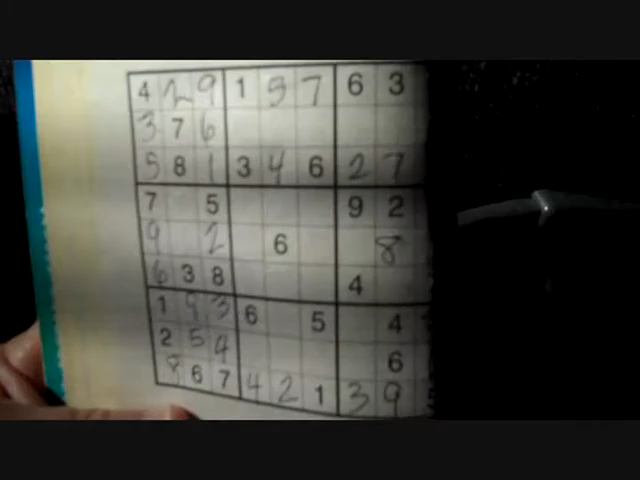 4 2 9 1 5 7 6 3
3 7 6
5 8 1 3 4 6 2 7
7 5 9 2
9 2 6 8
6 3 8 4
1 9 3 6 5 4
2 5 4 6
8 6 7 4 2 1 3 9